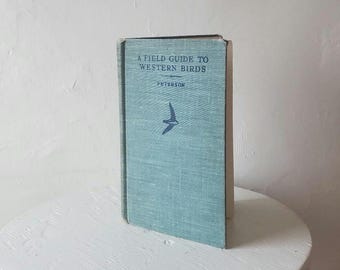 A FIELD GUIDE TO
WESTERN BIRDS
PETERSON